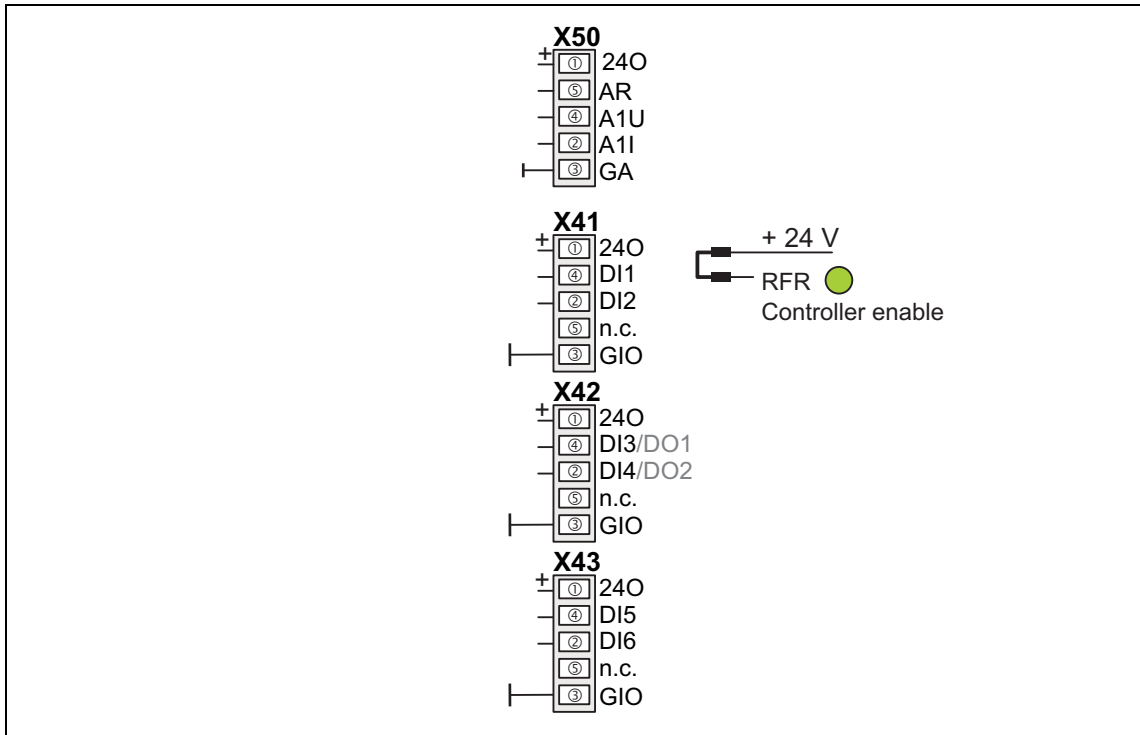 X50
+ ① 24O
⑤ AR
④ A1U
② A1I
③ GA
X41
+ ① 24O
④ DI1
② DI2
⑤ n.c.
③ GIO
+ 24 V
RFR
Controller enable
X42
+ ① 24O
④ DI3/DO1
② DI4/DO2
⑤ n.c.
③ GIO
X43
+ ① 24O
④ DI5
② DI6
⑤ n.c.
③ GIO